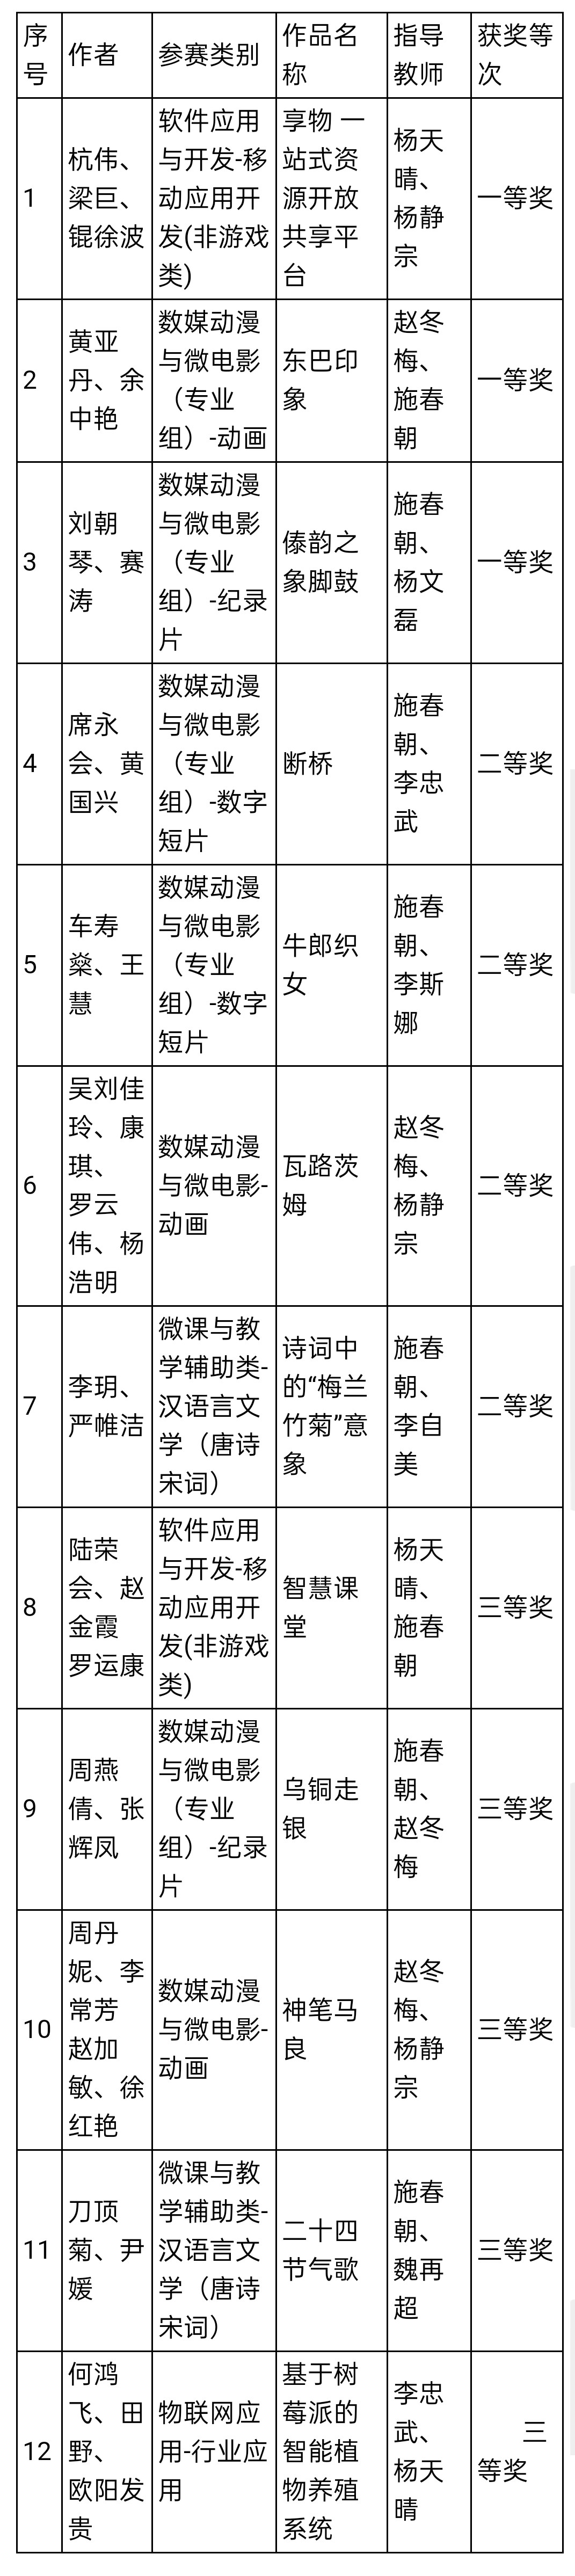 序
号
作者
参赛类别
作品名
称
指导
教师
获奖等
次
1
杭伟、
梁巨、
锟徐波
软件应用
与开发-移
动应用开
发(非游戏
类)
享物 一
站式资
源开放
共享平
台
杨天
晴、
杨静
宗
一等奖
2
黄亚
丹、余
中艳
数媒动漫
与微电影
（专业
组）-动画
东巴印
象
赵冬
梅、
施春
朝
一等奖
3
刘朝
琴、赛
涛
数媒动漫
与微电影
（专业
组）-纪录
片
傣韵之
象脚鼓
施春
朝、
杨文
磊
一等奖
4
席永
会、黄
国兴
数媒动漫
与微电影
（专业
组）-数字
短片
断桥
施春
朝、
李忠
武
二等奖
5
车寿
燊、王
慧
数媒动漫
与微电影
（专业
组）-数字
短片
牛郎织
女
施春
朝、
李斯
娜
二等奖
6
吴刘佳
玲、康
琪、
罗云
伟、杨
浩明
数媒动漫
与微电影-
动画
瓦路茨
姆
赵冬
梅、
杨静
宗
二等奖
7
李玥、
严帷洁
微课与教
学辅助类-
汉语言文
学（唐诗
宋词）
诗词中
的“梅兰
竹菊”意
象
施春
朝、
李自
美
二等奖
8
陆荣
会、赵
金霞
罗运康
软件应用
与开发-移
动应用开
发(非游戏
类)
智慧课
堂
杨天
晴、
施春
朝
三等奖
9
周燕
倩、张
辉凤
数媒动漫
与微电影
（专业
组）-纪录
片
乌铜走
银
施春
朝、
赵冬
梅
三等奖
10
周丹
妮、李
常芳
赵加
敏、徐
红艳
数媒动漫
与微电影-
动画
神笔马
良
赵冬
梅、
杨静
宗
三等奖
11
刀顶
菊、尹
媛
微课与教
学辅助类-
汉语言文
学（唐诗
宋词）
二十四
节气歌
施春
朝、
魏再
超
三等奖
12
何鸿
飞、田
野、
欧阳发
贵
物联网应
用-行业应
用
基于树
莓派的
智能植
物养殖
系统
李忠
武、
杨天
晴
三
等奖